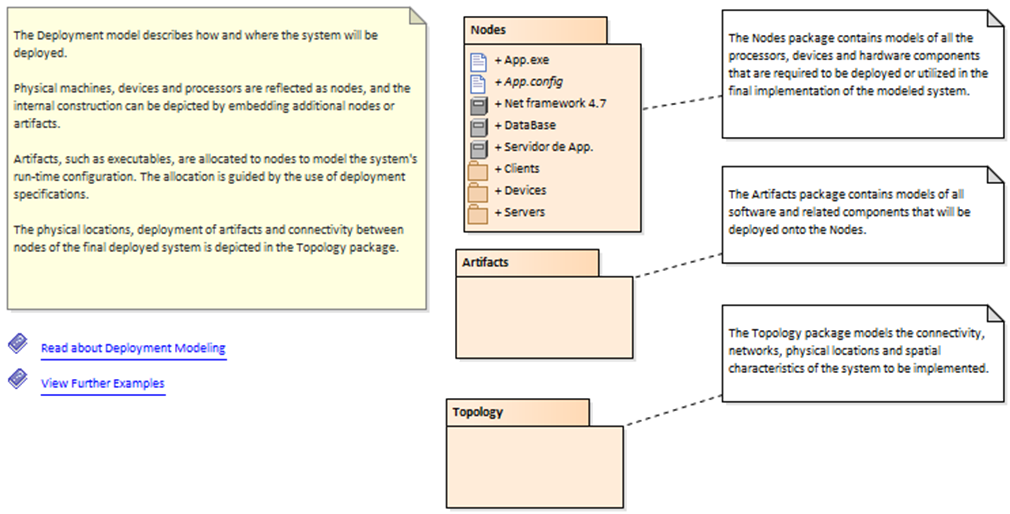 The Deployment model describes how and where the system will be
deployed.
Physical machines, devices and processors are reflected as nodes, and the
internal construction can be depicted by embedding additional nodes or
artifacts.
Artifacts, such as executables, are allocated to nodes to model the system's
run-time configuration. The allocation is guided by the use of deployment
specifications.
The physical locations, deployment of artifacts and connectivity between
nodes of the final deployed system is depicted in the Topology package.
Read about Deployment Modeling
View Further Examples
Nodes
+ App.exe
+ App.config
+ Net framework 4.7
+ DataBase
+ Servidor de App.
+ Clients
+ Devices
+ Servers
Artifacts
Topology
The Nodes package contains models of all the
processors, devices and hardware components
that are required to be deployed or utilized in the
final implementation of the modeled system.
The Artifacts package contains models of all
software and related components that will be
deployed onto the Nodes.
The Topology package models the connectivity,
networks, physical locations and spatial
characteristics of the system to be implemented.